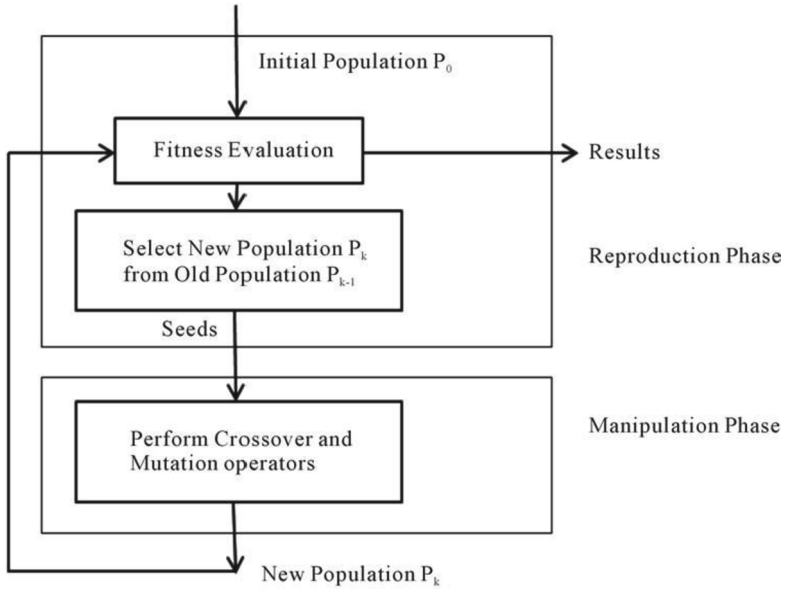 Initial Population P₀
Fitness Evaluation
Results
Select New Population Pₖ
from Old Population Pₖ₋₁
Reproduction Phase
Seeds
Perform Crossover and
Mutation operators
Manipulation Phase
New Population Pₖ